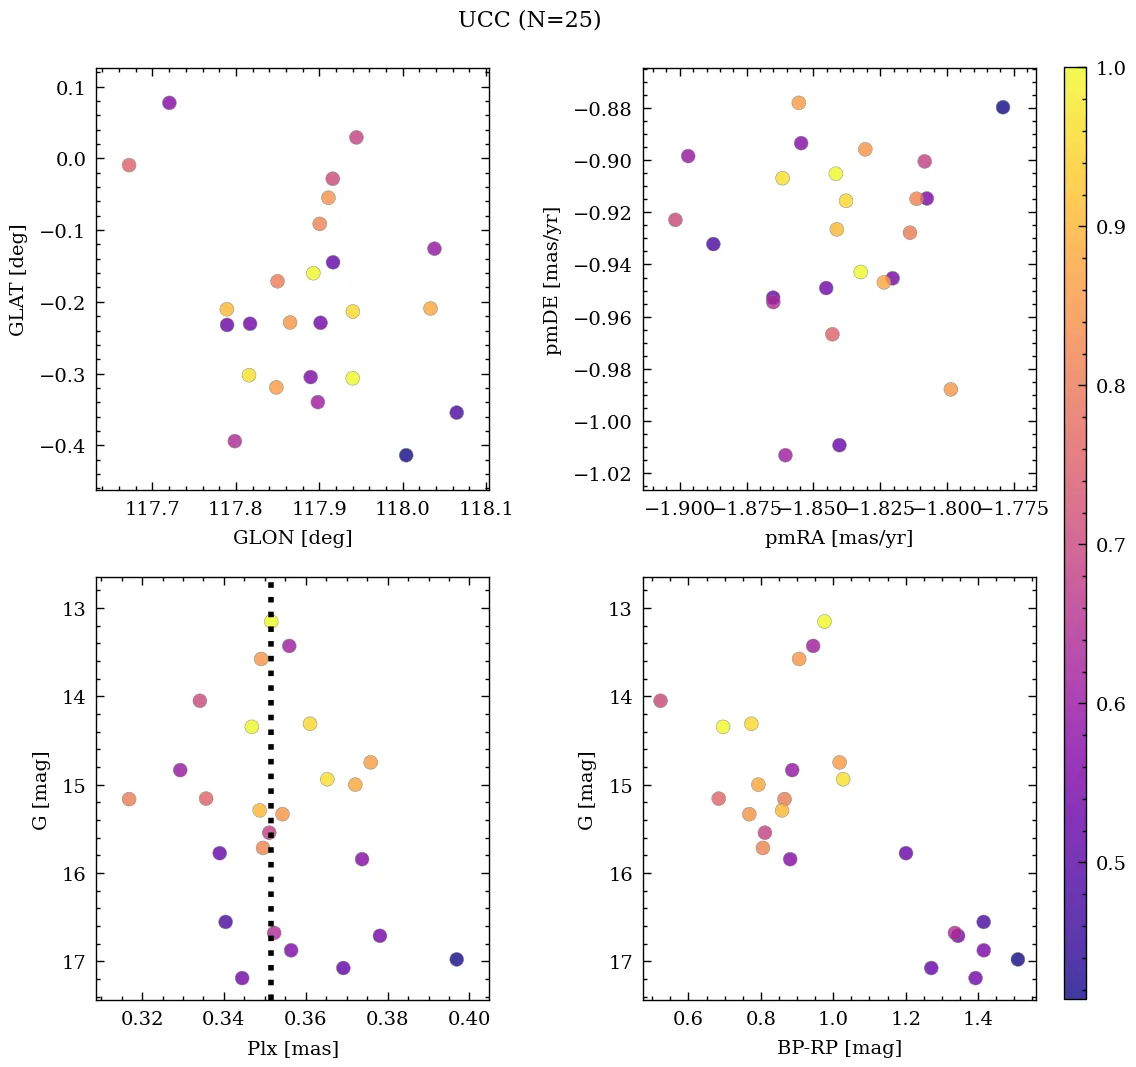 UCC (N=25)
0.1
0.0
−0.1
−0.2
−0.3
−0.4
GLAT [deg]
117.7 117.8 117.9 118.0 118.1
GLON [deg]
−0.88
−0.90
−0.92
−0.94
−0.96
−0.98
−1.00
−1.02
pmDE [mas/yr]
−1.900 −1.875 −1.850 −1.825 −1.800 −1.775
pmRA [mas/yr]
13
14
15
16
17
G [mag]
0.32 0.34 0.36 0.38 0.40
Plx [mas]
13
14
15
16
17
G [mag]
0.6 0.8 1.0 1.2 1.4
BP-RP [mag]
1.0
0.9
0.8
0.7
0.6
0.5